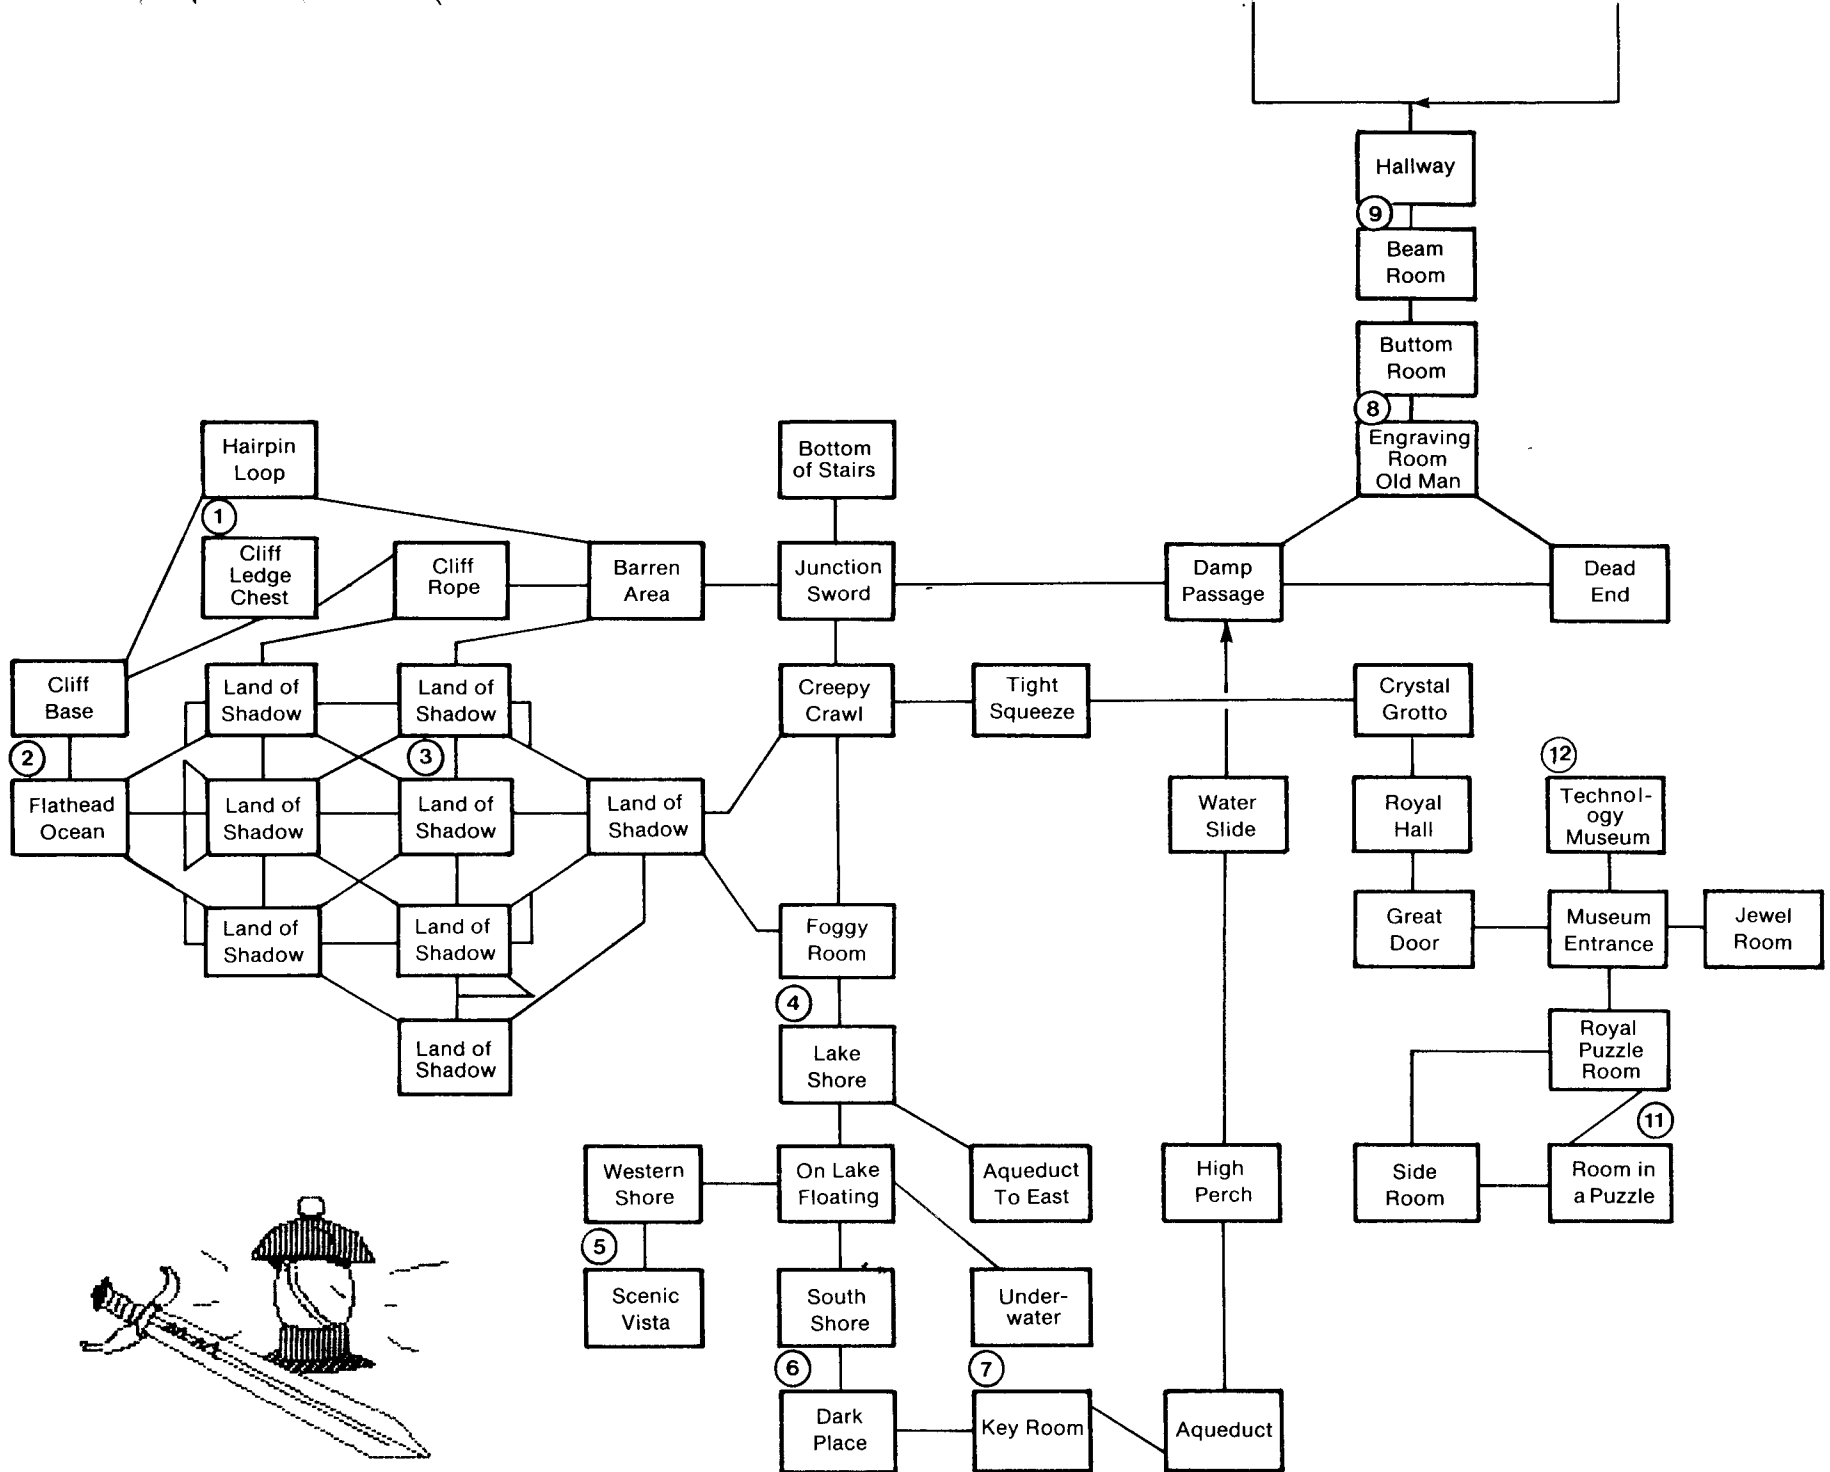 Hallway
9
Beam
Room
Buttom
Room
8
Engraving
Room
Old Man
Hairpin
Loop
Bottom
of Stairs
1
Cliff
Ledge
Chest
Cliff
Rope
Barren
Area
Junction
Sword
Damp
Passage
Dead
End
Cliff
Base
Land of
Shadow
Land of
Shadow
Creepy
Crawl
Tight
Squeeze
Crystal
Grotto
2
3
12
Flathead
Ocean
Land of
Shadow
Land of
Shadow
Land of
Shadow
Water
Slide
Royal
Hall
Technol-
ogy
Museum
Land of
Shadow
Land of
Shadow
Foggy
Room
Great
Door
Museum
Entrance
Jewel
Room
4
Land of
Shadow
Lake
Shore
Royal
Puzzle
Room
11
Western
Shore
On Lake
Floating
Aqueduct
To East
High
Perch
Side
Room
Room in
a Puzzle
5
Scenic
Vista
South
Shore
Under-
water
6
7
Dark
Place
Key Room
Aqueduct